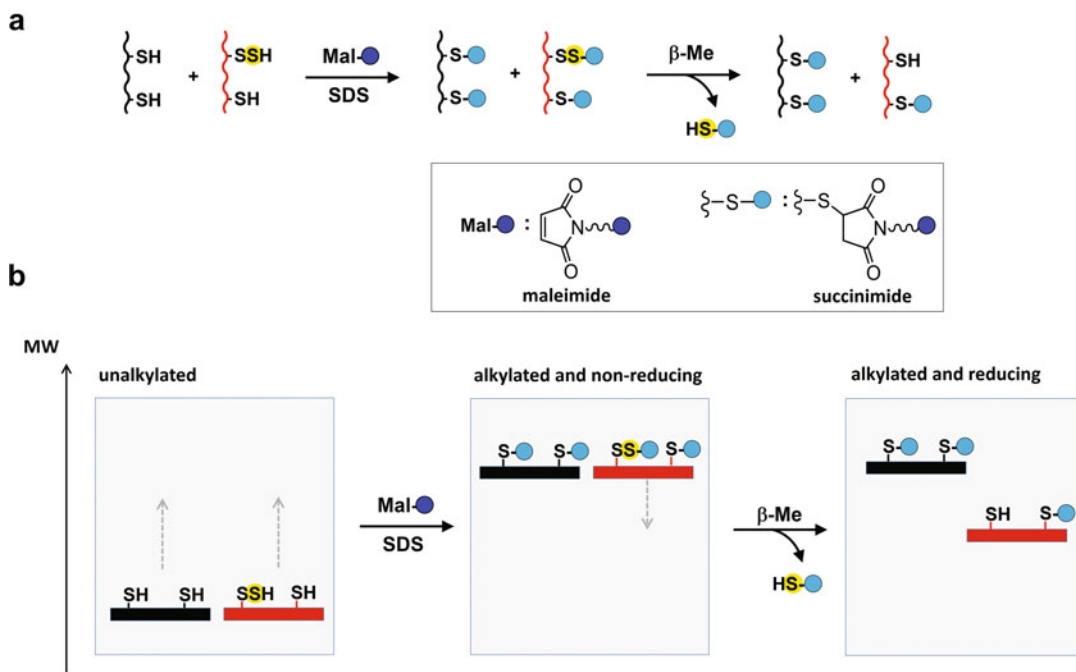 a
SH + SSH Mal- β-Me S- + SS- SH
SH SH SDS S- S- HS- S- + S-
Mal- : S : S
O N O
maleimide succinimide
b
MW
unalkylated alkylated and non-reducing alkylated and reducing
S- S- SS- S- S- S-
Mal- SDS β-Me HS- SH S-
SH SH SSH SH